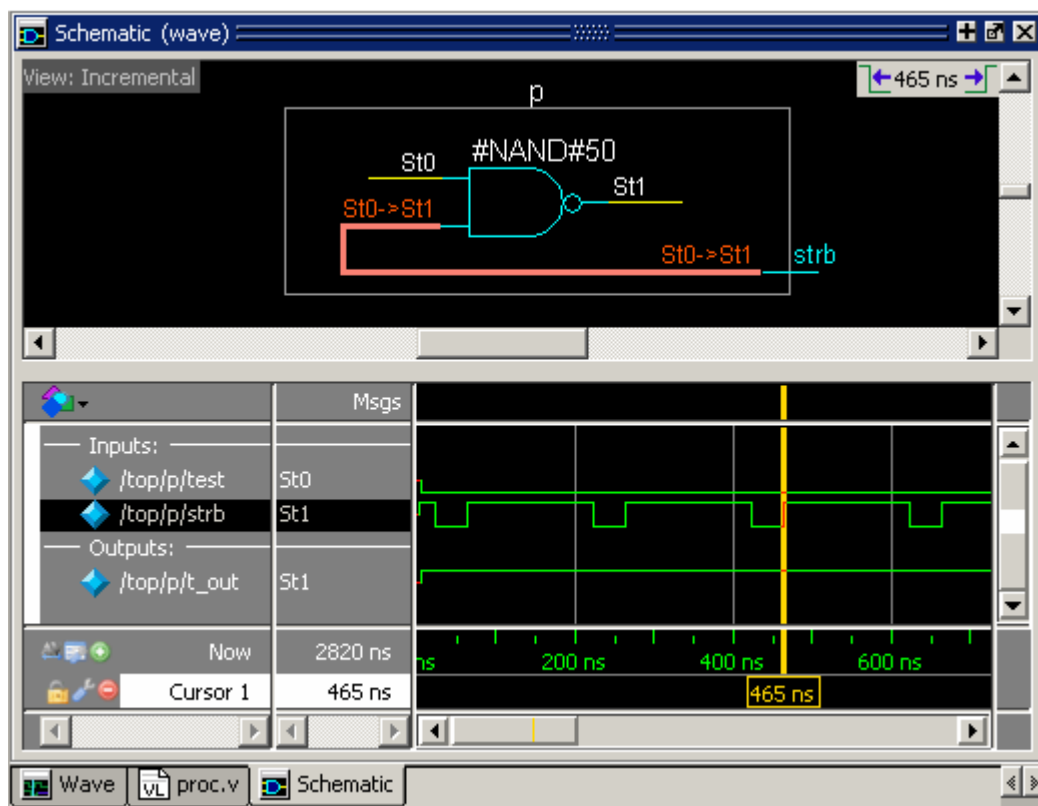 Schematic (wave)
View: Incremental
465 ns
p
#NAND#50
St0
St1
St0->St1
St0->St1
strb
Msgs
Inputs:
/top/p/test St0
/top/p/strb St1
Outputs:
/top/p/t_out St1
Now 2820 ns
ns 200 ns 400 ns 600 ns
Cursor 1 465 ns
465 ns
Wave VL proc.v Schematic